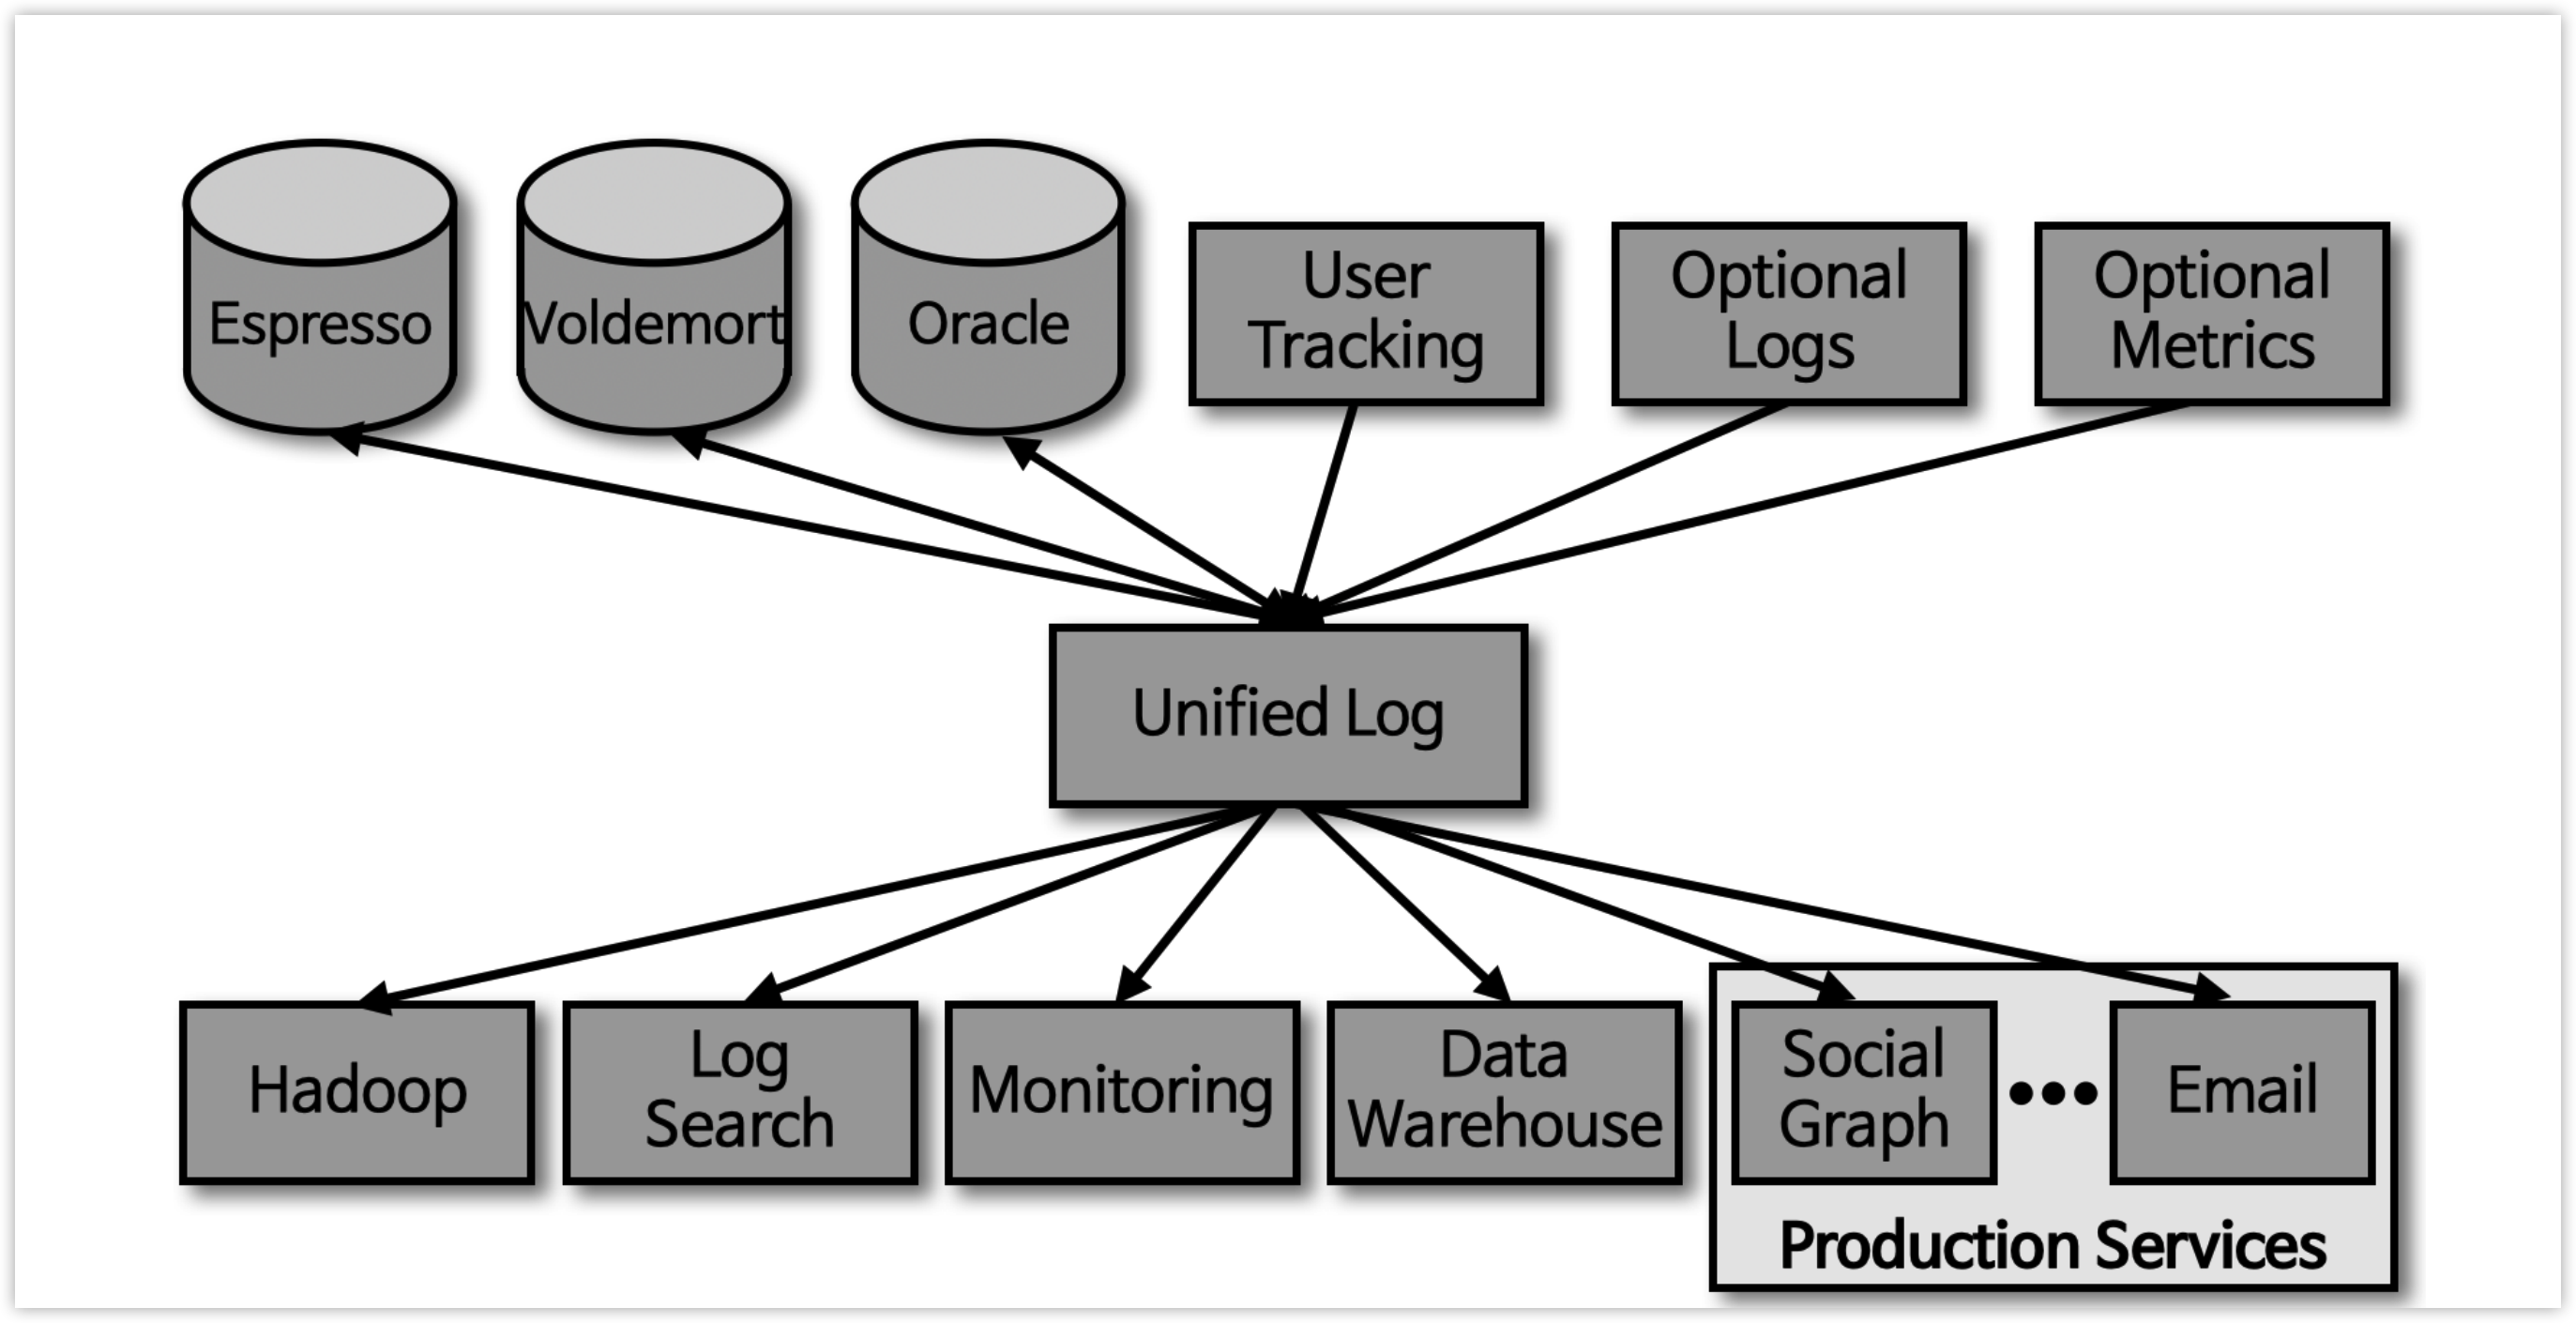 Espresso
Voldemort
Oracle
User
Tracking
Optional
Logs
Optional
Metrics
Unified Log
Hadoop
Log
Search
Monitoring
Data
Warehouse
Social
Graph
Email
Production Services